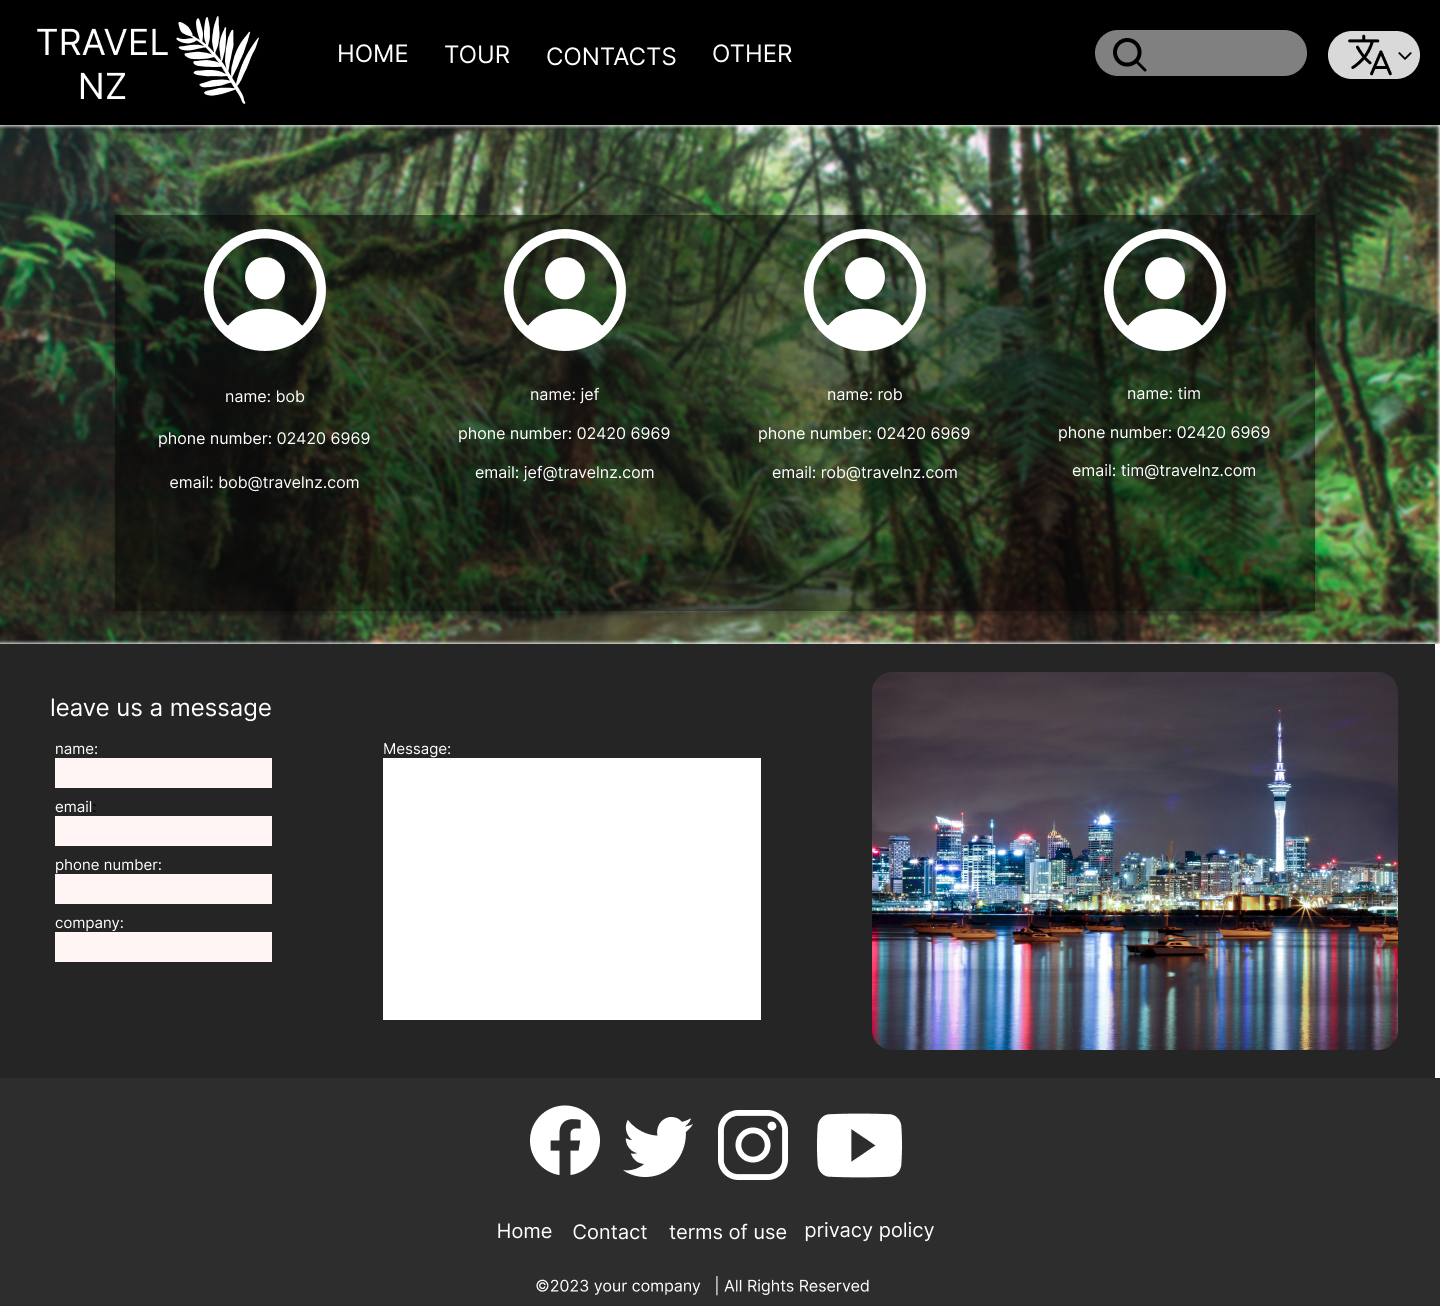 TRAVEL
NZ
HOME
TOUR
CONTACTS
OTHER
文A
name: bob
phone number: 02420 6969
email: bob@travelnz.com
name: jef
phone number: 02420 6969
email: jef@travelnz.com
name: rob
phone number: 02420 6969
email: rob@travelnz.com
name: tim
phone number: 02420 6969
email: tim@travelnz.com
leave us a message
name:
email
phone number:
company:
Message:
Home Contact terms of use privacy policy
©2023 your company | All Rights Reserved